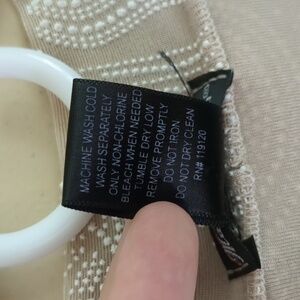 MACHINE WASH COLD
WASH SEPARATELY
ONLY NON-CHLORINE
BLEACH WHEN NEEDED
TUMBLE DRY LOW
REMOVE PROMPTLY
DO NOT IRON
DO NOT DRY CLEAN
RN# 119120